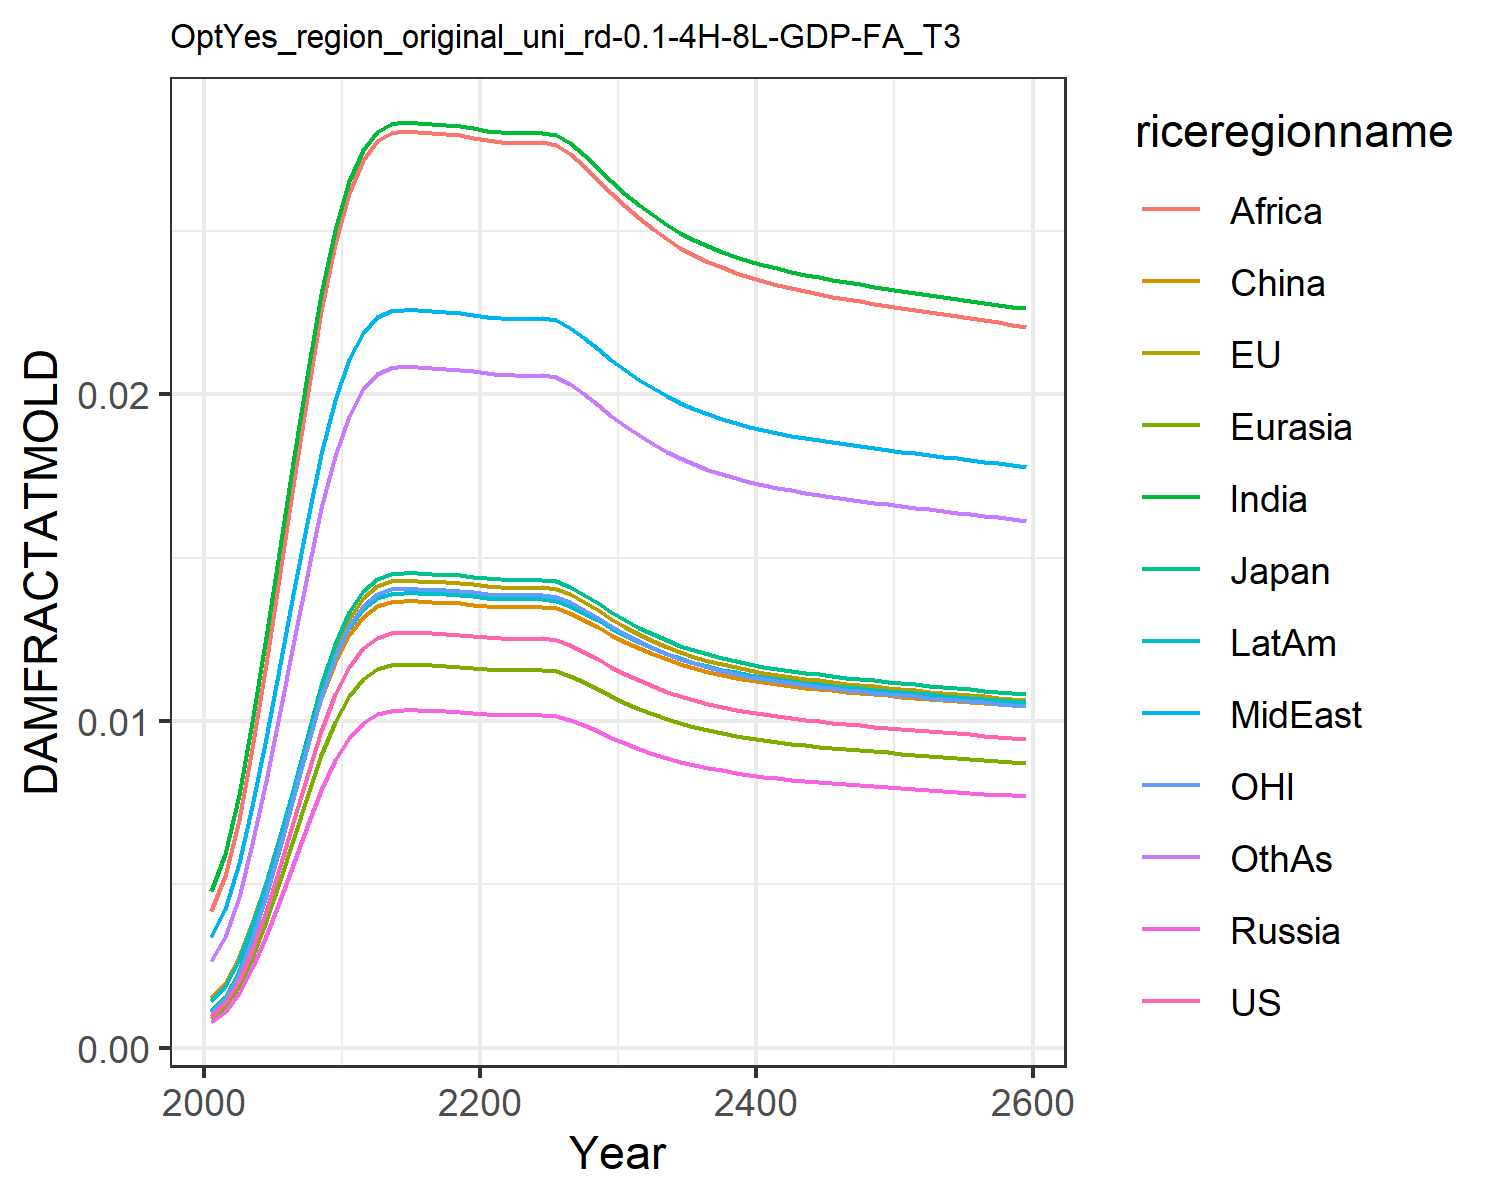 OptYes_region_original_uni_rd-0.1-4H-8L-GDP-FA_T3
DAMFRACTATMOLD
0.02
0.01
0.00
2000 2200 2400 2600
Year
riceregionname
Africa
China
EU
Eurasia
India
Japan
LatAm
MidEast
OHI
OthAs
Russia
US